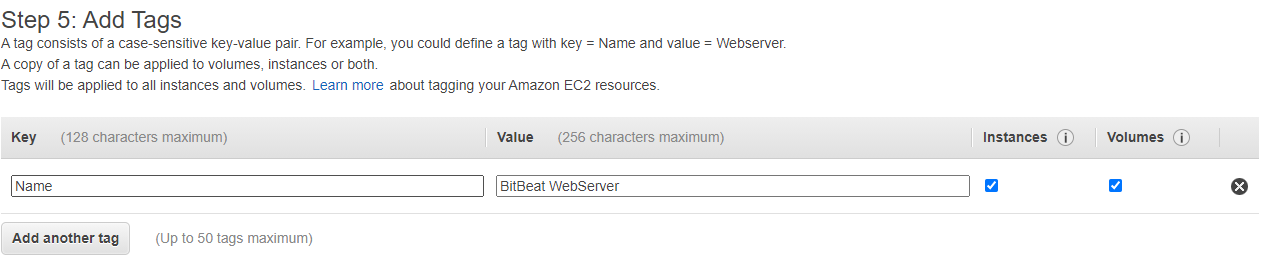 Step 5: Add Tags
A tag consists of a case-sensitive key-value pair. For example, you could define a tag with key = Name and value = Webserver.
A copy of a tag can be applied to volumes, instances or both.
Tags will be applied to all instances and volumes. Learn more about tagging your Amazon EC2 resources.
Key (128 characters maximum) Value (256 characters maximum) Instances i Volumes i
Name BitBeat WebServer
Add another tag (Up to 50 tags maximum)